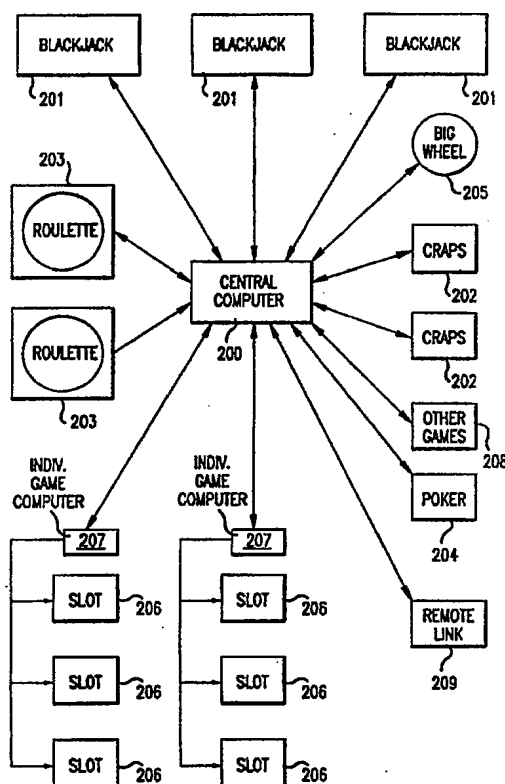 BLACKJACK
BLACKJACK
BLACKJACK
201
201
201
203
BIG
WHEEL
205
ROULETTE
CENTRAL
COMPUTER
200
CRAPS
202
ROULETTE
203
CRAPS
202
OTHER
GAMES
208
INDIV.
GAME
COMPUTER
207
INDIV.
GAME
COMPUTER
207
POKER
204
SLOT
206
SLOT
206
REMOTE
LINK
209
SLOT
206
SLOT
206
SLOT
206
SLOT
206